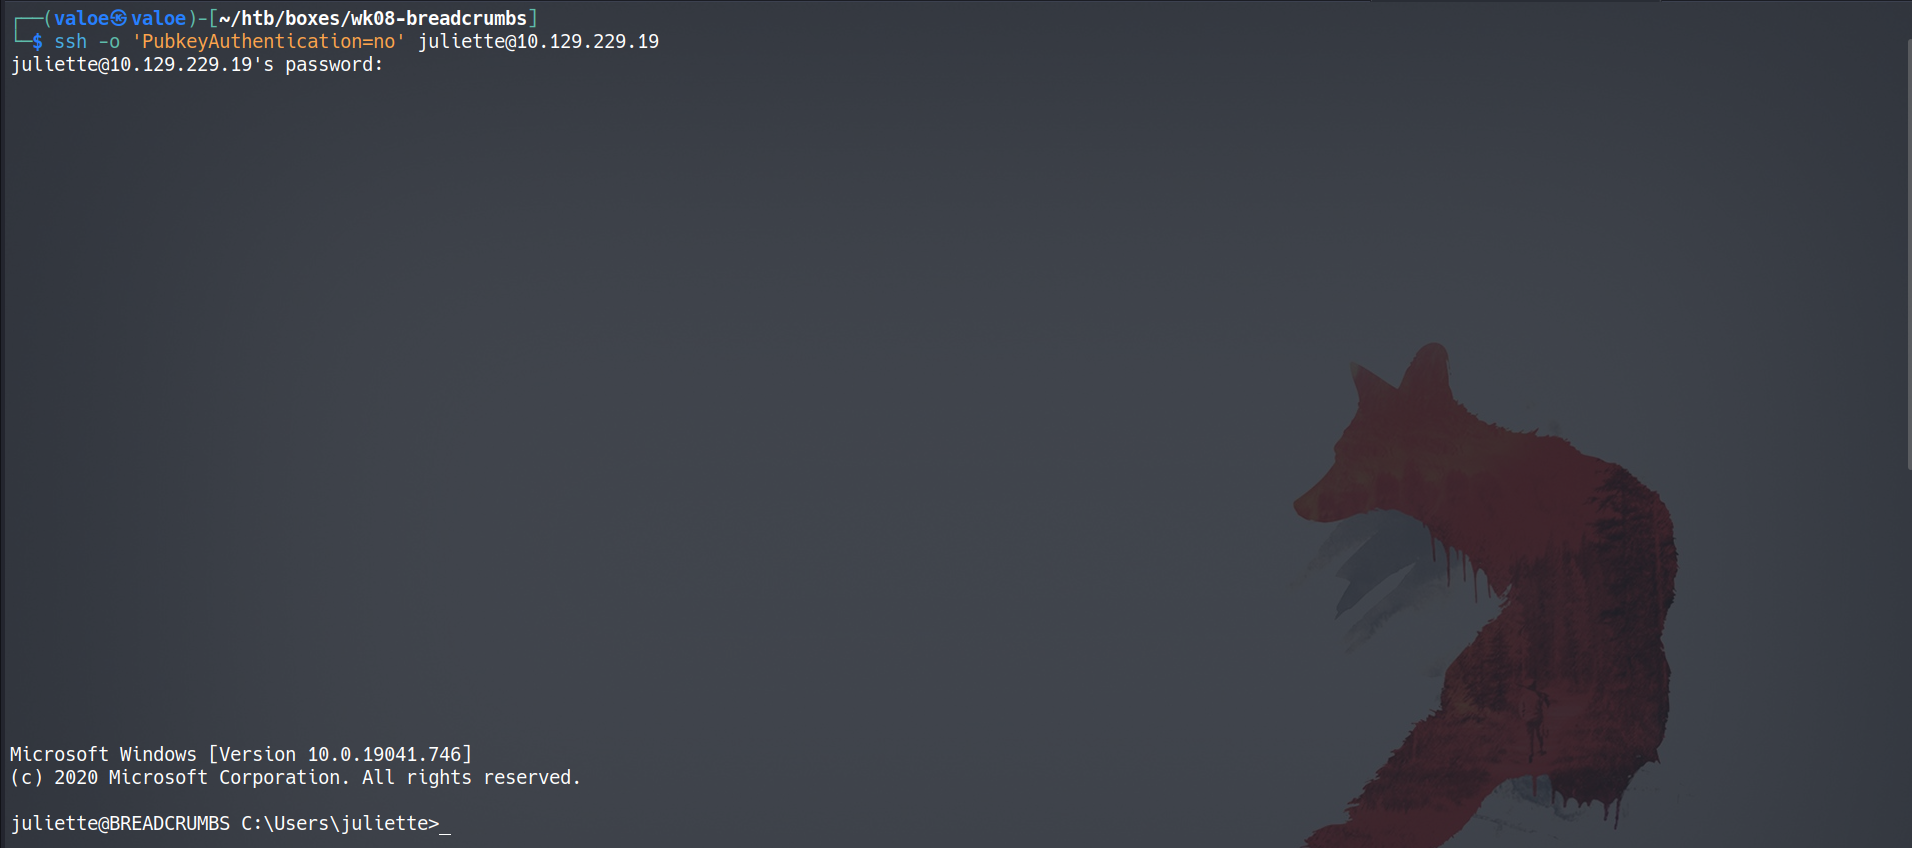 ┌──(valoe㉿valoe)-[~/htb/boxes/wk08-breadcrumbs]
└─$ ssh -o 'PubkeyAuthentication=no' juliette@10.129.229.19
juliette@10.129.229.19's password:
Microsoft Windows [Version 10.0.19041.746]
(c) 2020 Microsoft Corporation. All rights reserved.
juliette@BREADCRUMBS C:\Users\juliette>_